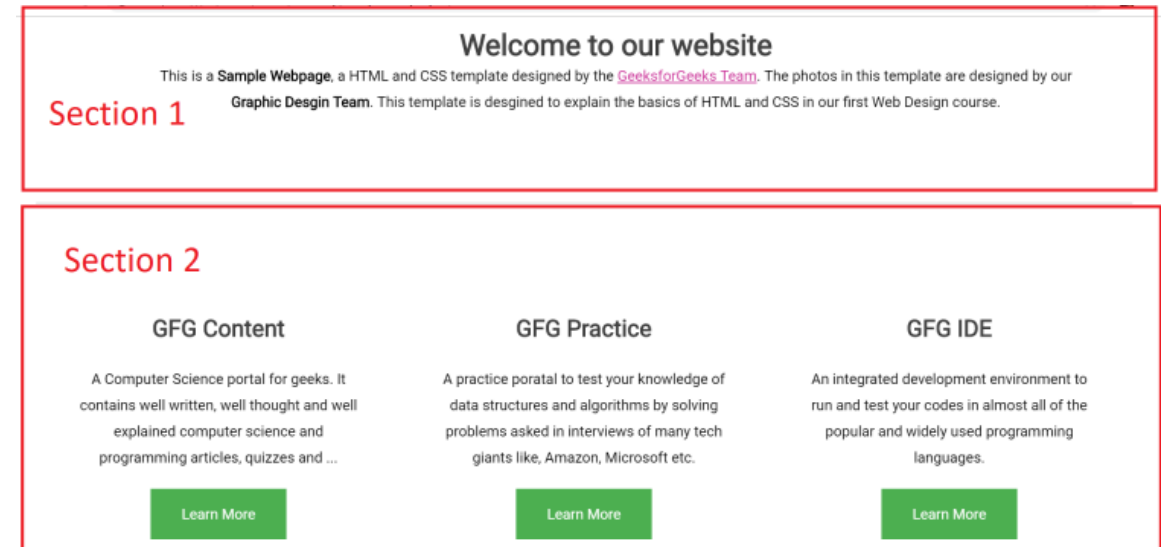 Welcome to our website
This is a Sample Webpage, a HTML and CSS template designed by the GeeksforGeeks Team. The photos in this template are designed by our
Graphic Desgin Team. This template is desgined to explain the basics of HTML and CSS in our first Web Design course.
Section 1
Section 2
GFG Content
A Computer Science portal for geeks. It
contains well written, well thought and well
explained computer science and
programming articles, quizzes and ...
Learn More
GFG Practice
A practice poratal to test your knowledge of
data structures and algorithms by solving
problems asked in interviews of many tech
giants like, Amazon, Microsoft etc.
Learn More
GFG IDE
An integrated development environment to
run and test your codes in almost all of the
popular and widely used programming
languages.
Learn More